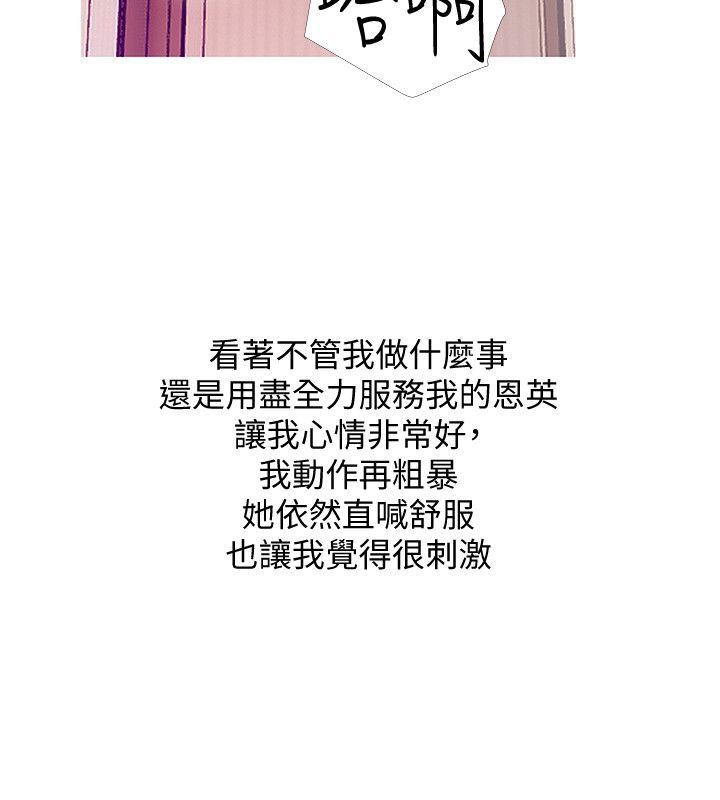 啊
看著不管我做什麼事
還是用盡全力服務我的恩英
讓我心情非常好，
我動作再粗暴
她依然直喊舒服
也讓我覺得很刺激